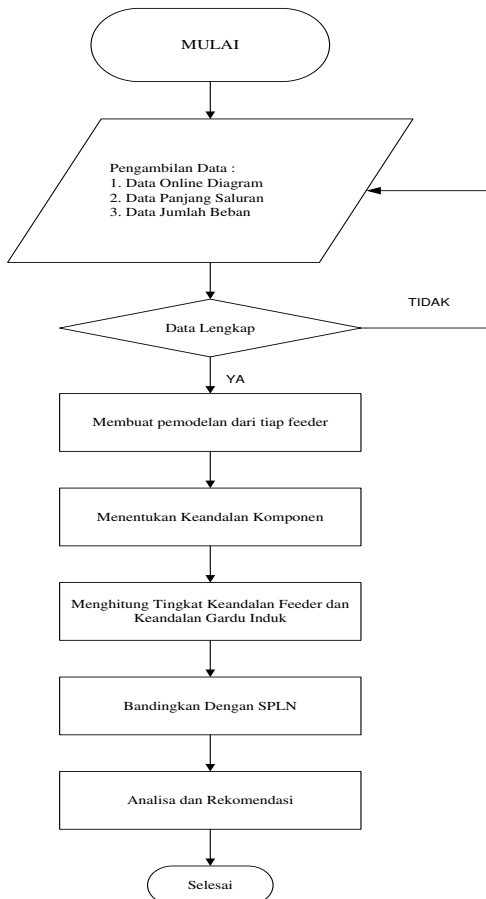 MULAI
Pengambilan Data :
1. Data Online Diagram
2. Data Panjang Saluran
3. Data Jumlah Beban
TIDAK
Data Lengkap
YA
Membuat pemodelan dari tiap feeder
Menentukan Keandalan Komponen
Menghitung Tingkat Keandalan Feeder dan
Keandalan Gardu Induk
Bandingkan Dengan SPLN
Analisa dan Rekomendasi
Selesai